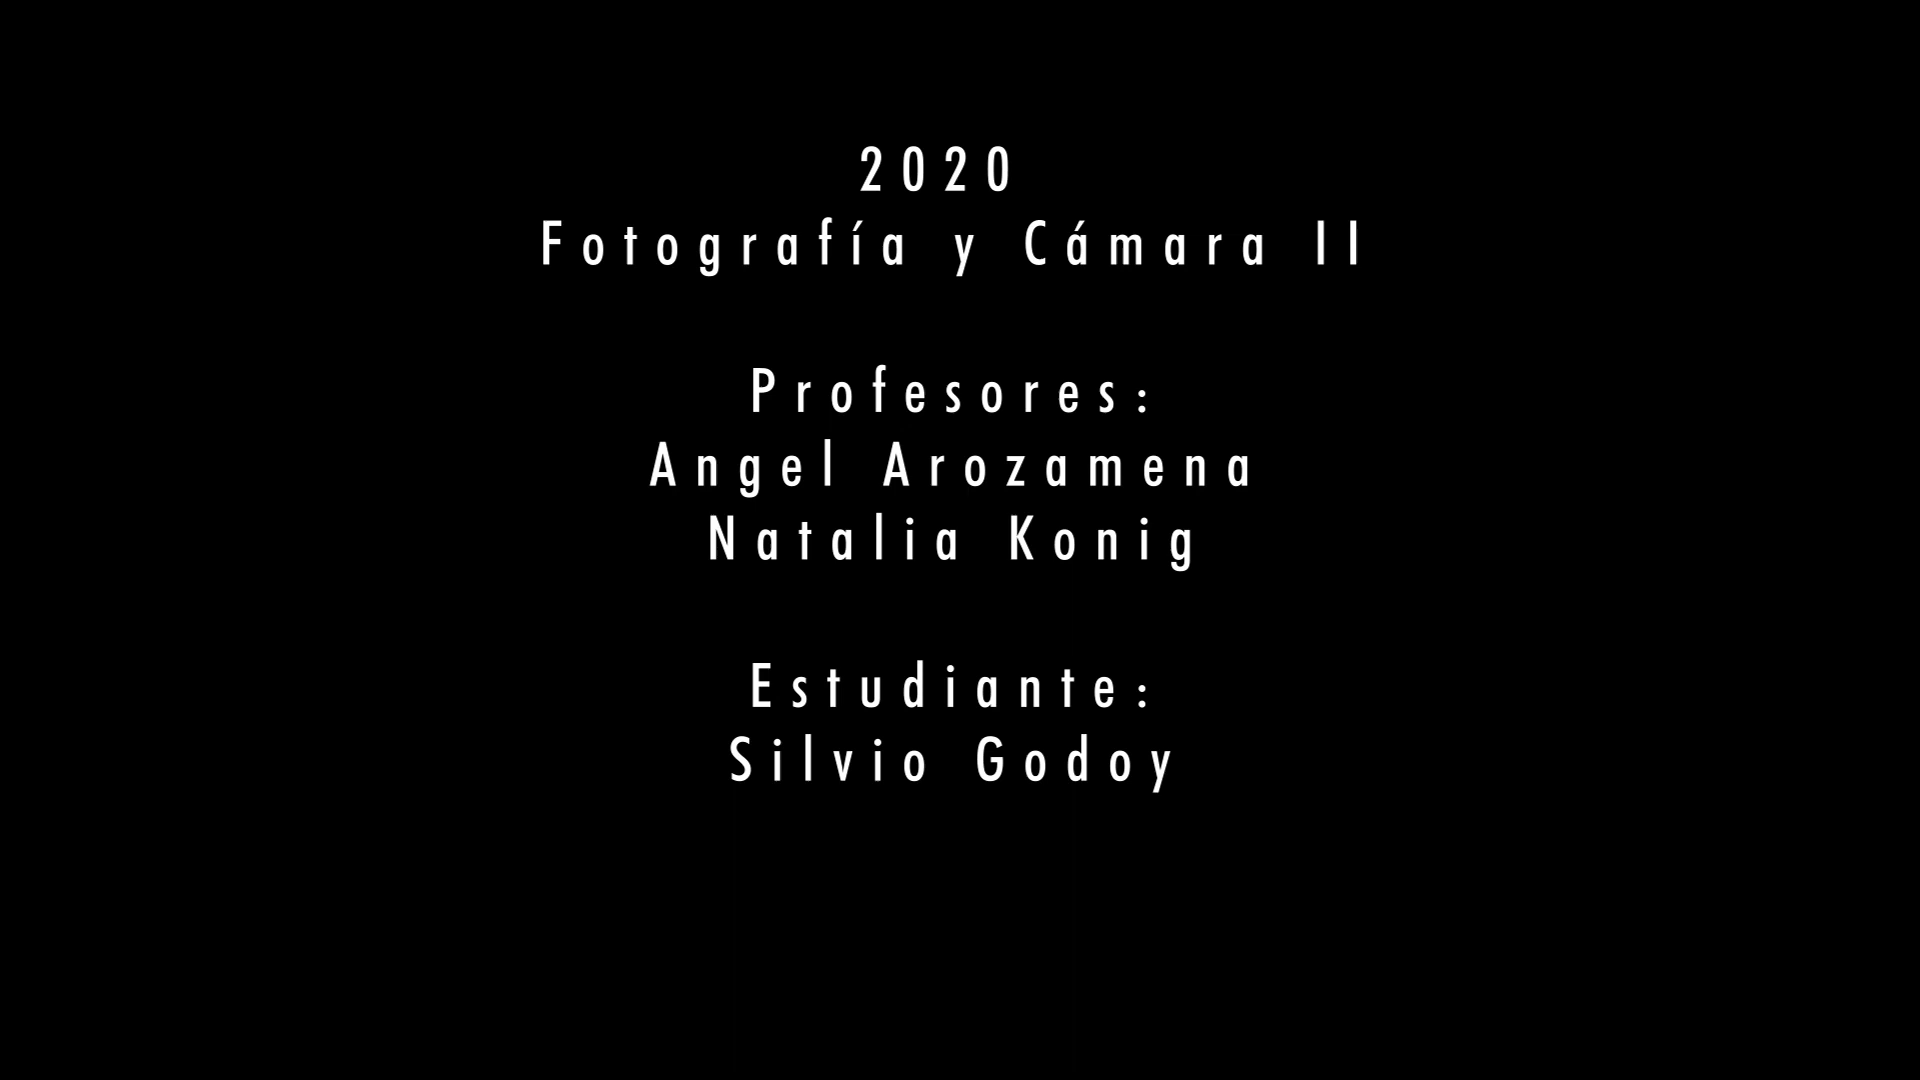 2020
Fotografía y Cámara II
Profesores:
Angel Arozamena
Natalia Konig
Estudiante:
Silvio Godoy